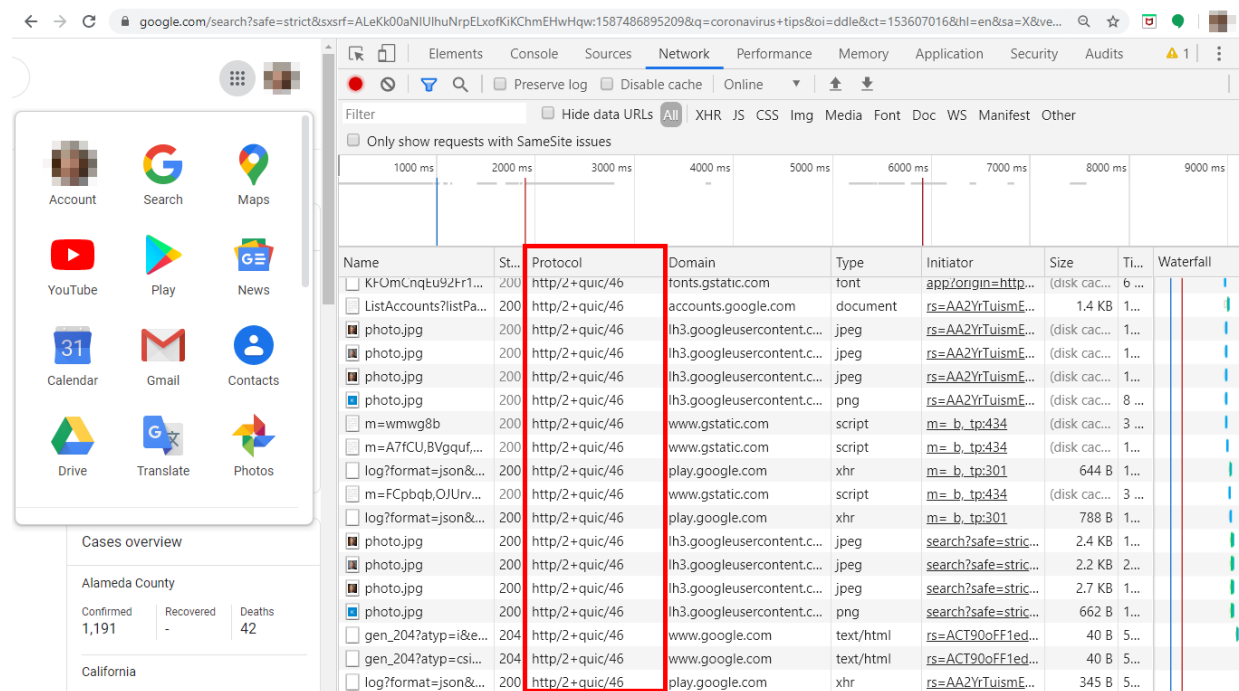 google.com/search?safe=strict&sxsrf=ALeKk00aNIUIhuNrpELxofKiKChmEHwHqw:1587486895209&q=coronavirus+tips&oi=ddle&ct=153607016&hl=en&sa=X&ve...
Elements Console Sources Network Performance Memory Application Security Audits 1
Preserve log Disable cache Online
Filter Hide data URLs All XHR JS CSS Img Media Font Doc WS Manifest Other
Only show requests with SameSite issues
1000 ms 2000 ms 3000 ms 4000 ms 5000 ms 6000 ms 7000 ms 8000 ms 9000 ms
Account Search Maps
YouTube Play News
31
Calendar Gmail Contacts
Drive Translate Photos
Cases overview
Alameda County
Confirmed Recovered Deaths
1,191 - 42
California
Name St... Protocol Domain Type Initiator Size Ti... Waterfall
KFOmCnqEu92Fr1... 200 http/2+quic/46 fonts.gstatic.com font app?origin=http... (disk cac... 6 ...
ListAccounts?listPa... 200 http/2+quic/46 accounts.google.com document rs=AA2YrTuismE... 1.4 KB 1...
photo.jpg 200 http/2+quic/46 lh3.googleusercontent.c... jpeg rs=AA2YrTuismE... (disk cac... 1...
photo.jpg 200 http/2+quic/46 lh3.googleusercontent.c... jpeg rs=AA2YrTuismE... (disk cac... 1...
photo.jpg 200 http/2+quic/46 lh3.googleusercontent.c... jpeg rs=AA2YrTuismE... (disk cac... 1...
photo.jpg 200 http/2+quic/46 lh3.googleusercontent.c... png rs=AA2YrTuismE... (disk cac... 8 ...
m=wmwg8b 200 http/2+quic/46 www.gstatic.com script m=_b,_tp:434 (disk cac... 3 ...
m=A7fCU,BVgquf,... 200 http/2+quic/46 www.gstatic.com script m=_b,_tp:434 (disk cac... 1...
log?format=json&... 200 http/2+quic/46 play.google.com xhr m=_b,_tp:301 644 B 1...
m=FCpbqb,OJUrv... 200 http/2+quic/46 www.gstatic.com script m=_b,_tp:434 (disk cac... 3 ...
log?format=json&... 200 http/2+quic/46 play.google.com xhr m=_b,_tp:301 788 B 1...
photo.jpg 200 http/2+quic/46 lh3.googleusercontent.c... jpeg search?safe=stric... 2.4 KB 1...
photo.jpg 200 http/2+quic/46 lh3.googleusercontent.c... jpeg search?safe=stric... 2.2 KB 2...
photo.jpg 200 http/2+quic/46 lh3.googleusercontent.c... jpeg search?safe=stric... 2.7 KB 1...
photo.jpg 200 http/2+quic/46 lh3.googleusercontent.c... png search?safe=stric... 662 B 1...
gen_204?atyp=i&e... 204 http/2+quic/46 www.google.com text/html rs=ACT90oFF1ed... 40 B 5...
gen_204?atyp=csi... 204 http/2+quic/46 www.google.com text/html rs=ACT90oFF1ed... 40 B 5...
log?format=json&... 200 http/2+quic/46 play.google.com xhr rs=AA2YrTuismE... 345 B 5...